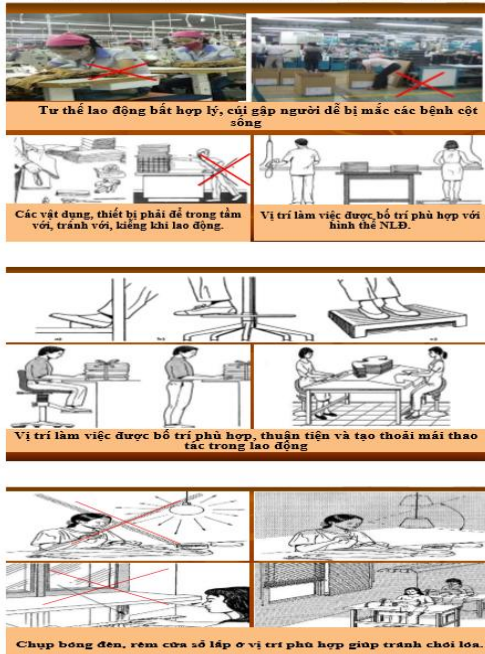 Tư thế lao động bất hợp lý, cúi gập người dễ bị mắc các bệnh cột
sống
Các vật dụng, thiết bị phải để trong tầm
với, tránh với, kiễng khi lao động.
Vị trí làm việc được bố trí phù hợp với
hình thể NLĐ.
Vị trí làm việc được bố trí phù hợp, thuận tiện và tạo thoải mái thao
tác trong lao động
Chụp bóng đèn, rèm cửa sổ lắp ở vị trí phù hợp giúp tránh chói lóa.